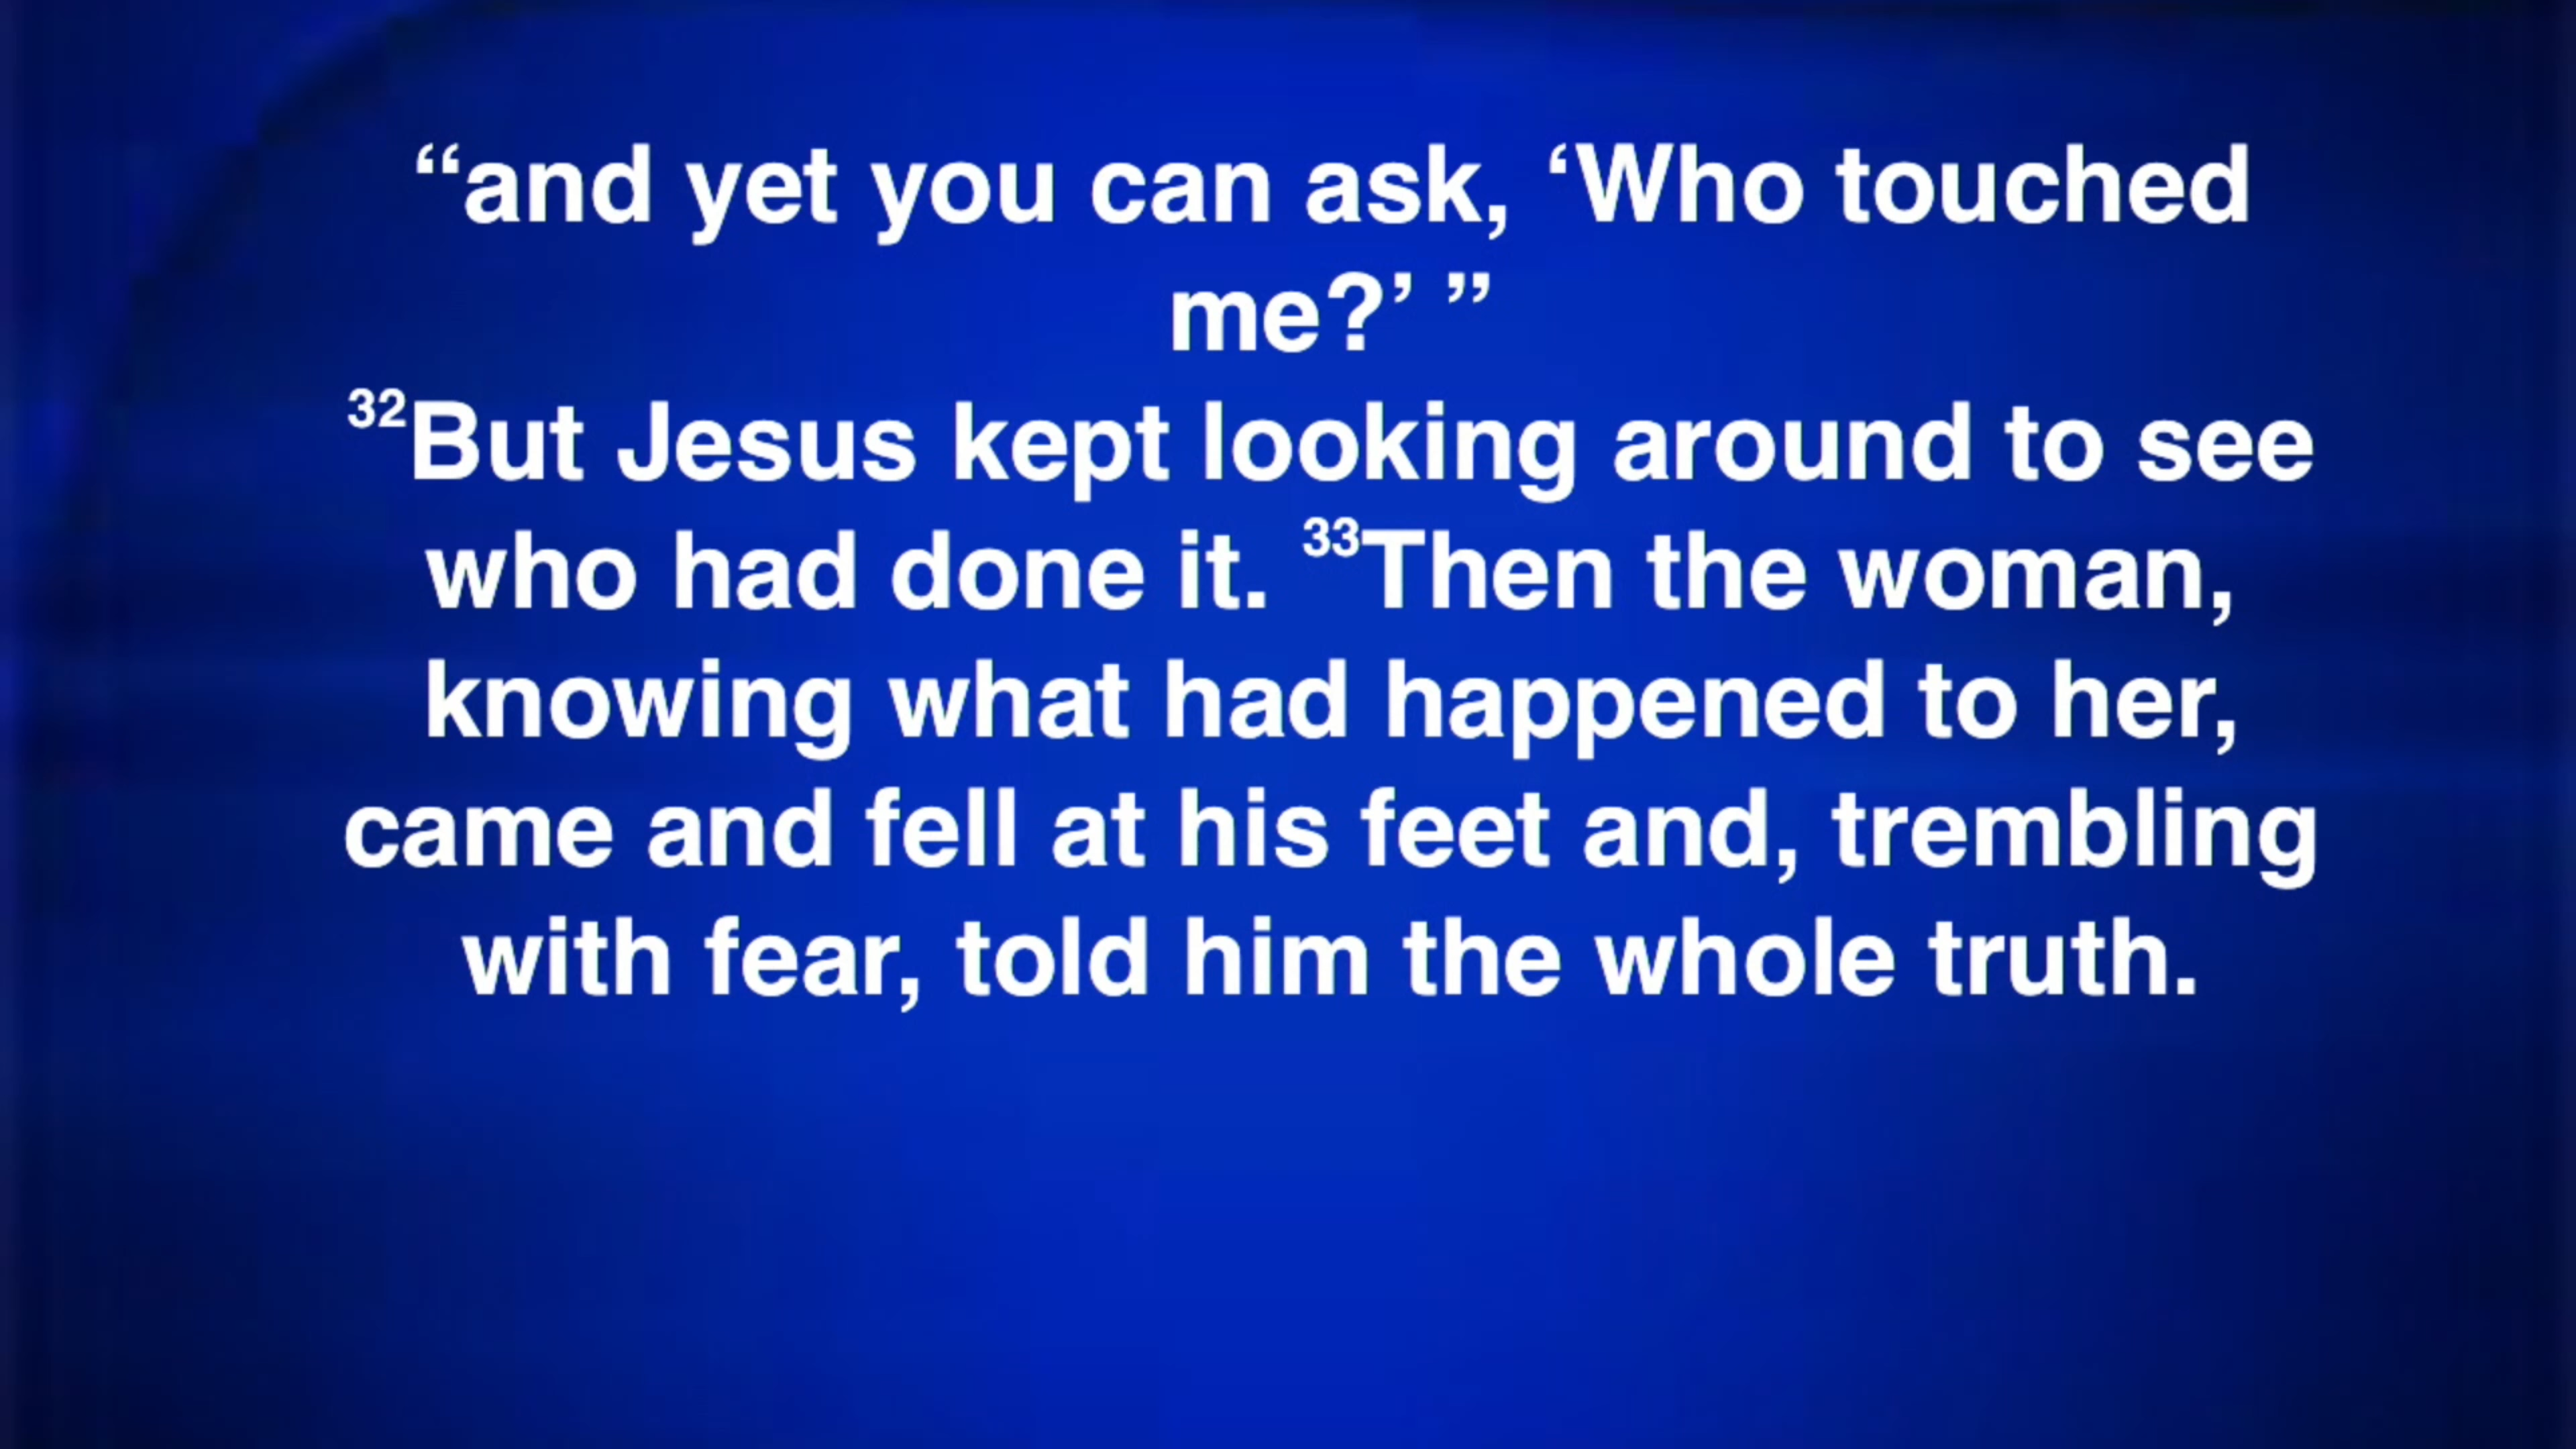 “and yet you can ask, ‘Who touched
me?’ ”
³²But Jesus kept looking around to see
who had done it. ³³Then the woman,
knowing what had happened to her,
came and fell at his feet and, trembling
with fear, told him the whole truth.